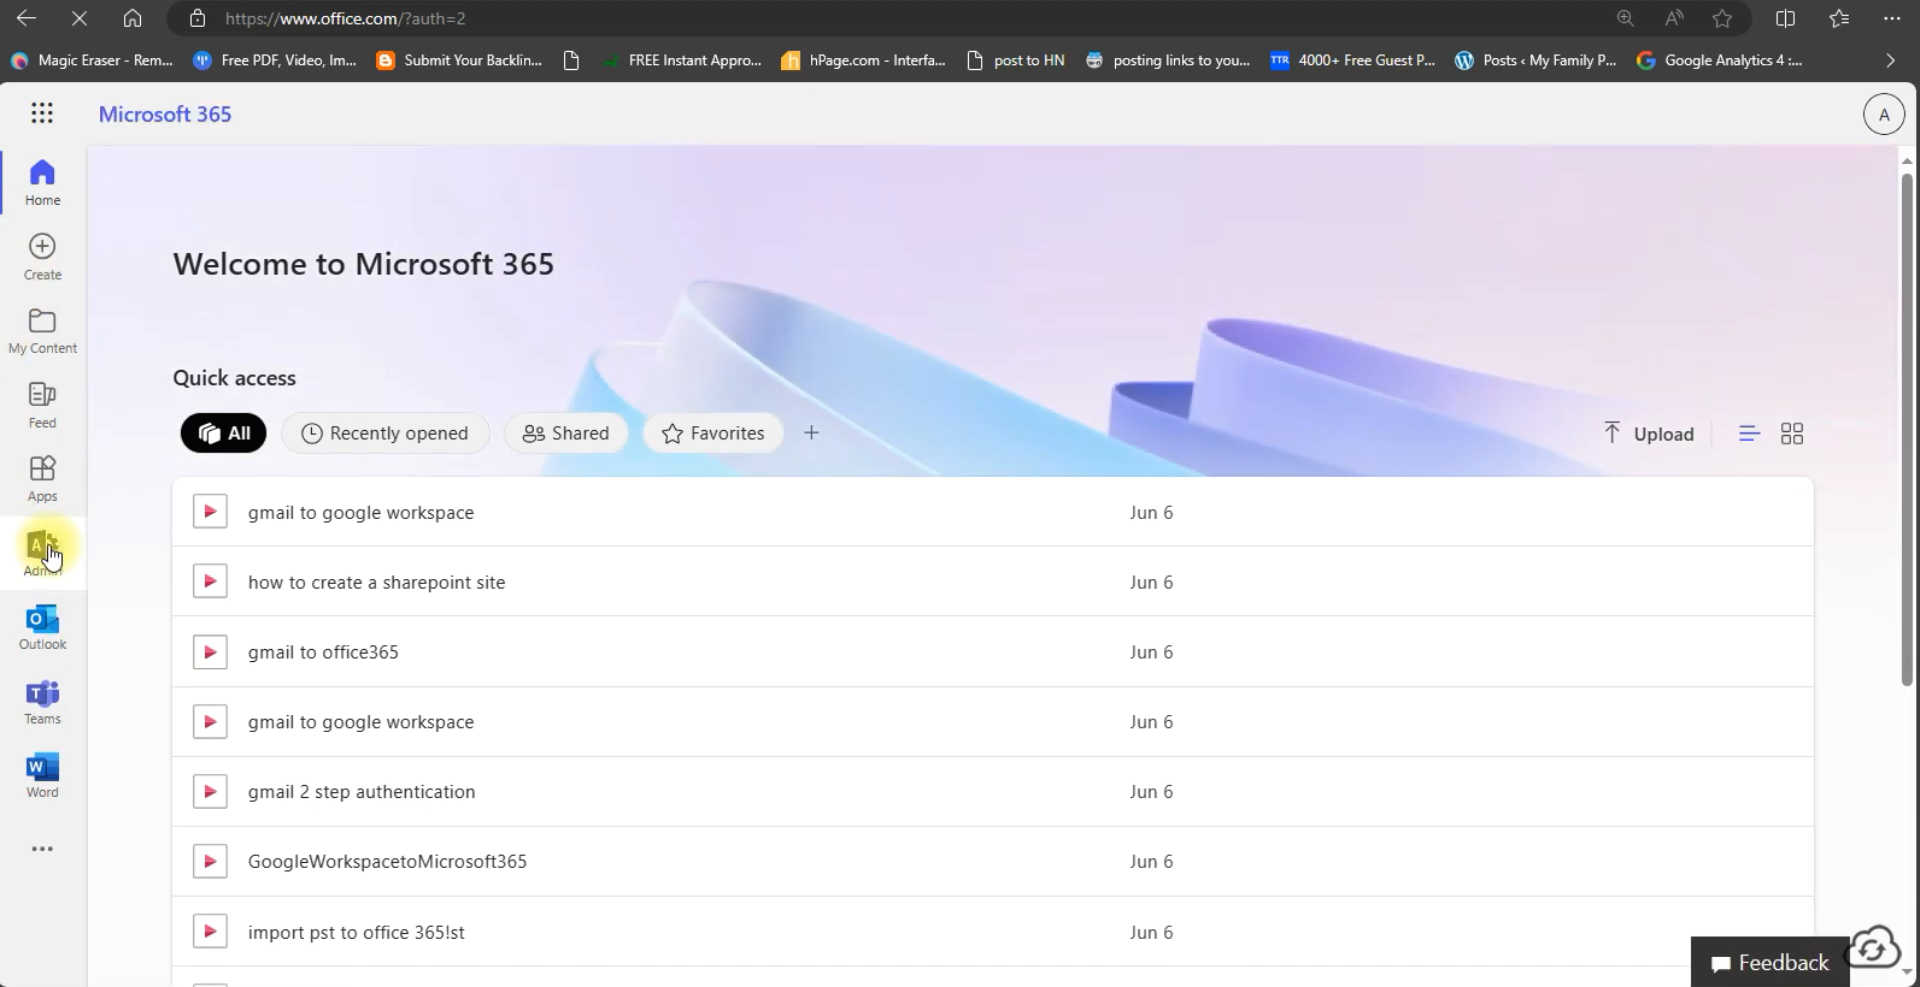 https://www.office.com/?auth=2
Magic Eraser - Rem...
Free PDF, Video, Im...
Submit Your Backlin...
FREE Instant Appro...
hPage.com - Interfa...
post to HN
posting links to you...
TTR
4000+ Free Guest P...
Posts ‹ My Family P...
Google Analytics 4 :...
Microsoft 365
A
Home
Create
My Content
Feed
Apps
Admin
Outlook
Teams
Word
Welcome to Microsoft 365
Quick access
All
Recently opened
Shared
Favorites
Upload
gmail to google workspace Jun 6
how to create a sharepoint site Jun 6
gmail to office365 Jun 6
gmail to google workspace Jun 6
gmail 2 step authentication Jun 6
GoogleWorkspacetoMicrosoft365 Jun 6
import pst to office 365!st Jun 6
Feedback